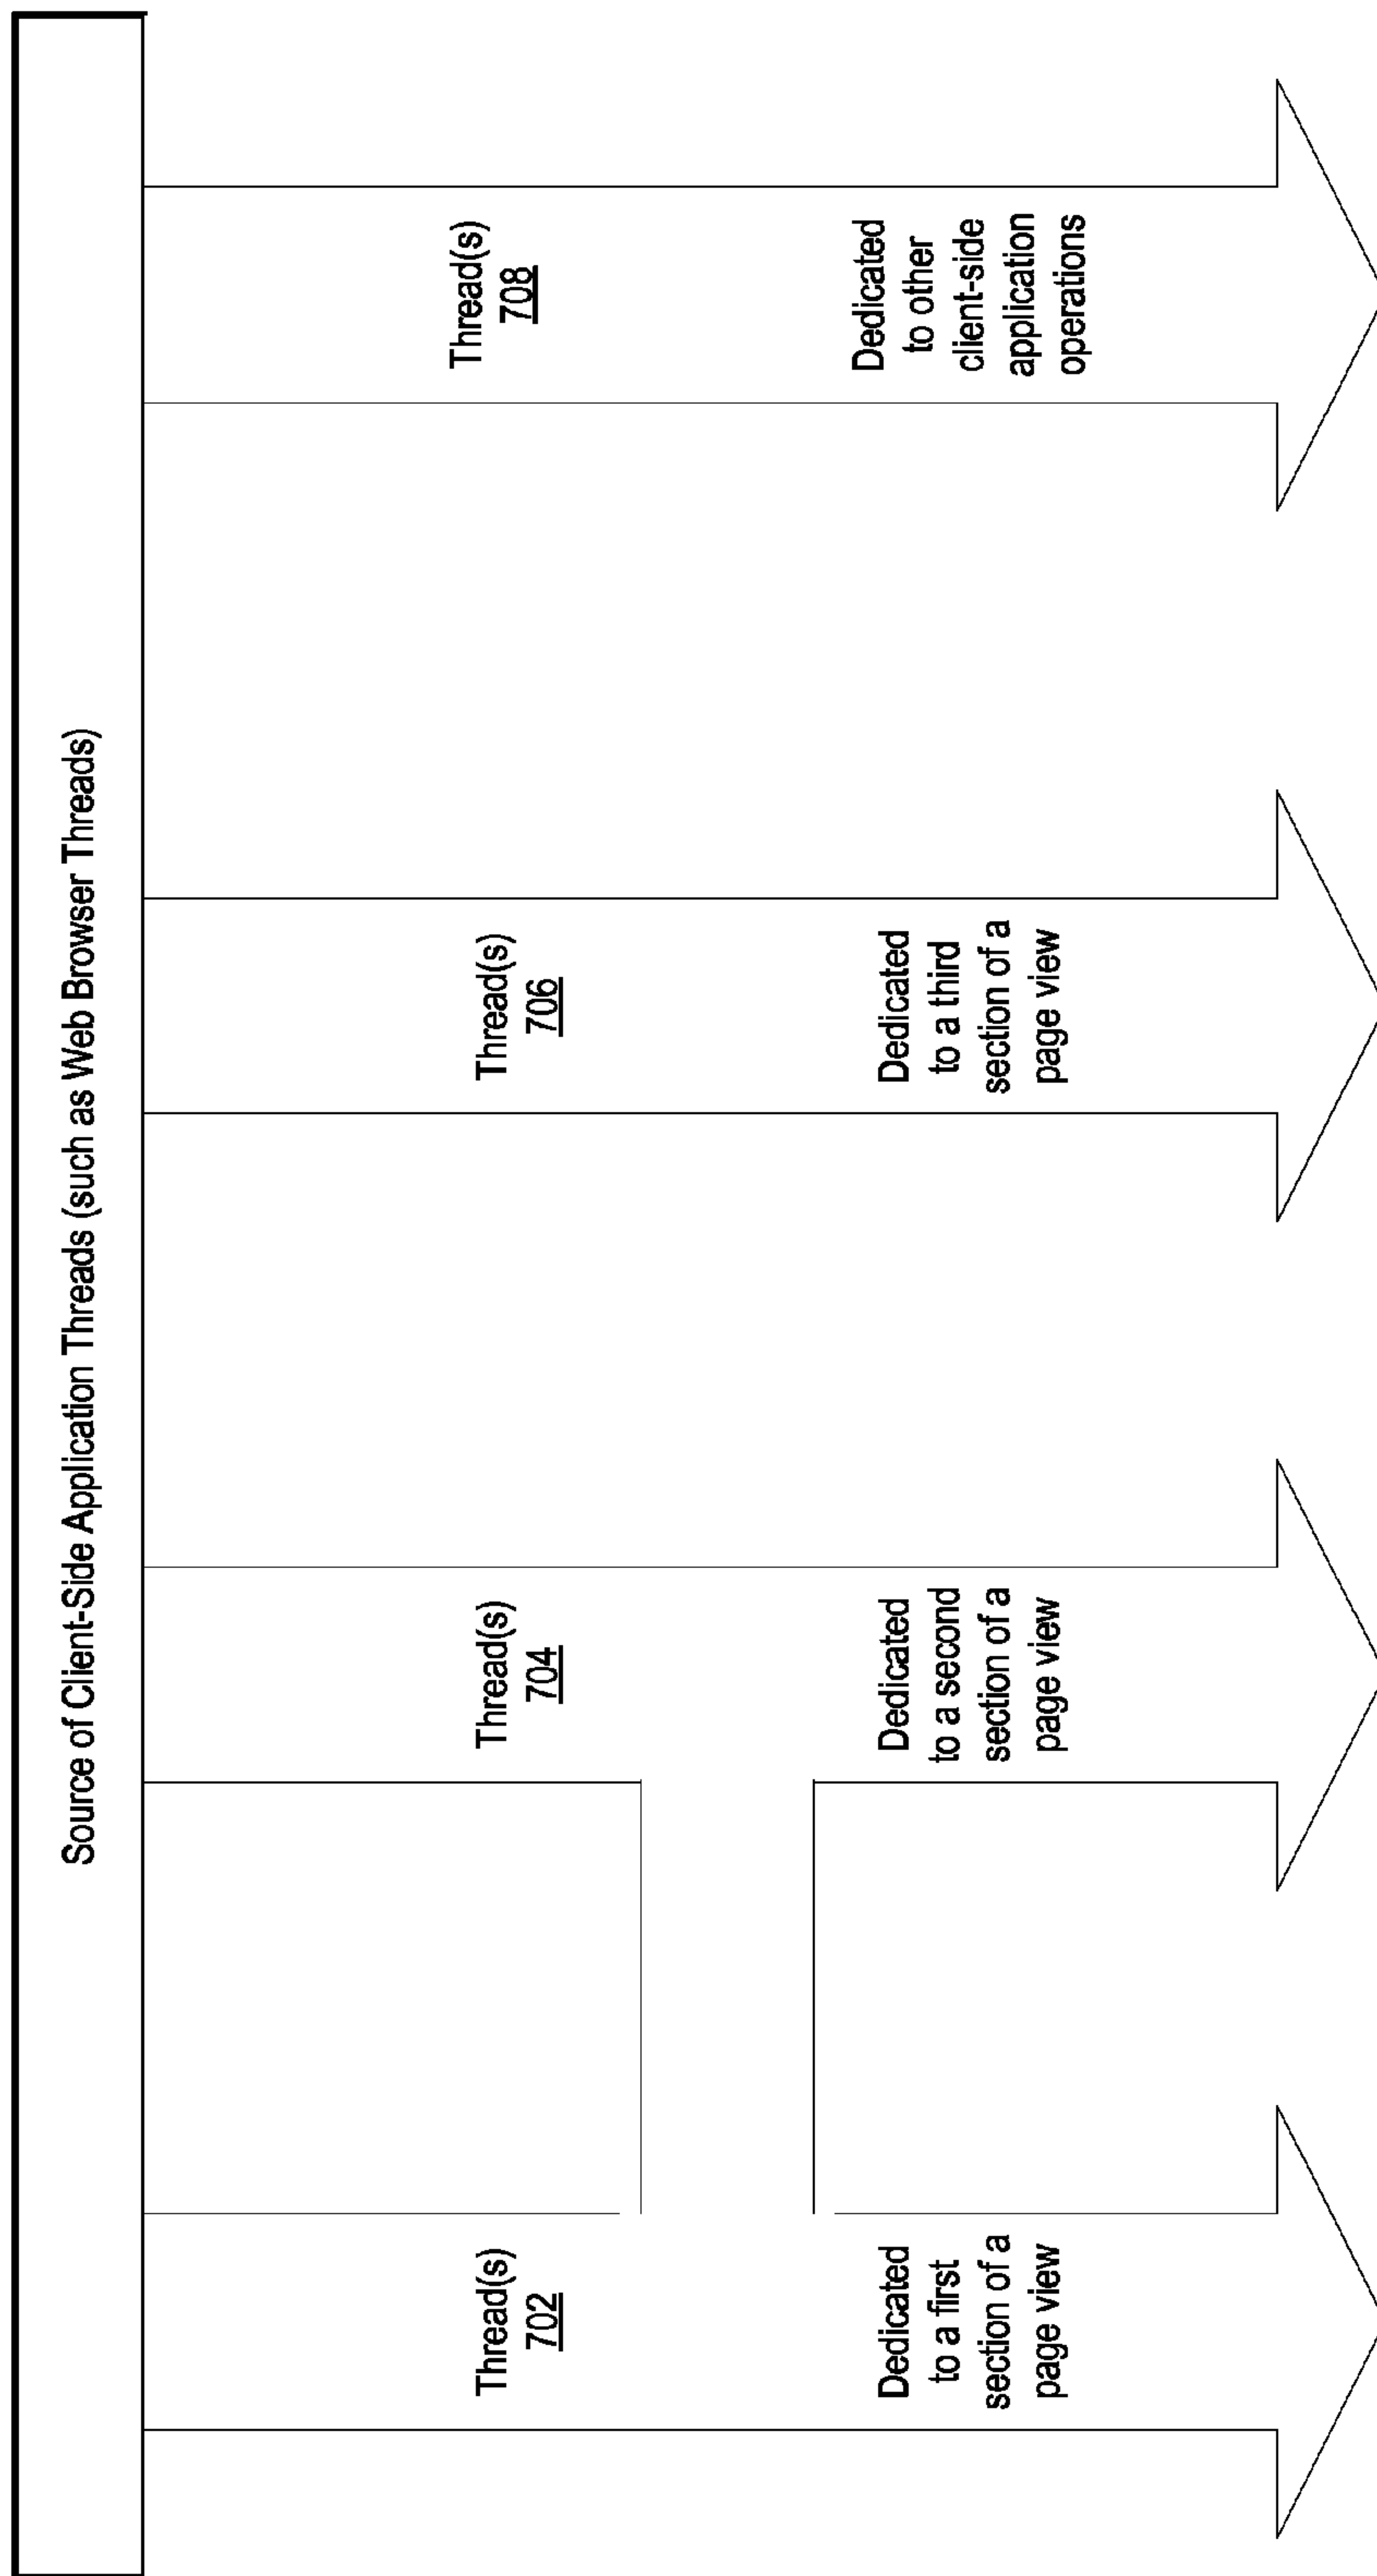 Source of Client-Side Application Threads (such as Web Browser Threads)
Thread(s)
702
Dedicated
to a first
section of a
page view
Thread(s)
704
Dedicated
to a second
section of a
page view
Thread(s)
706
Dedicated
to a third
section of a
page view
Thread(s)
708
Dedicated
to other
client-side
application
operations